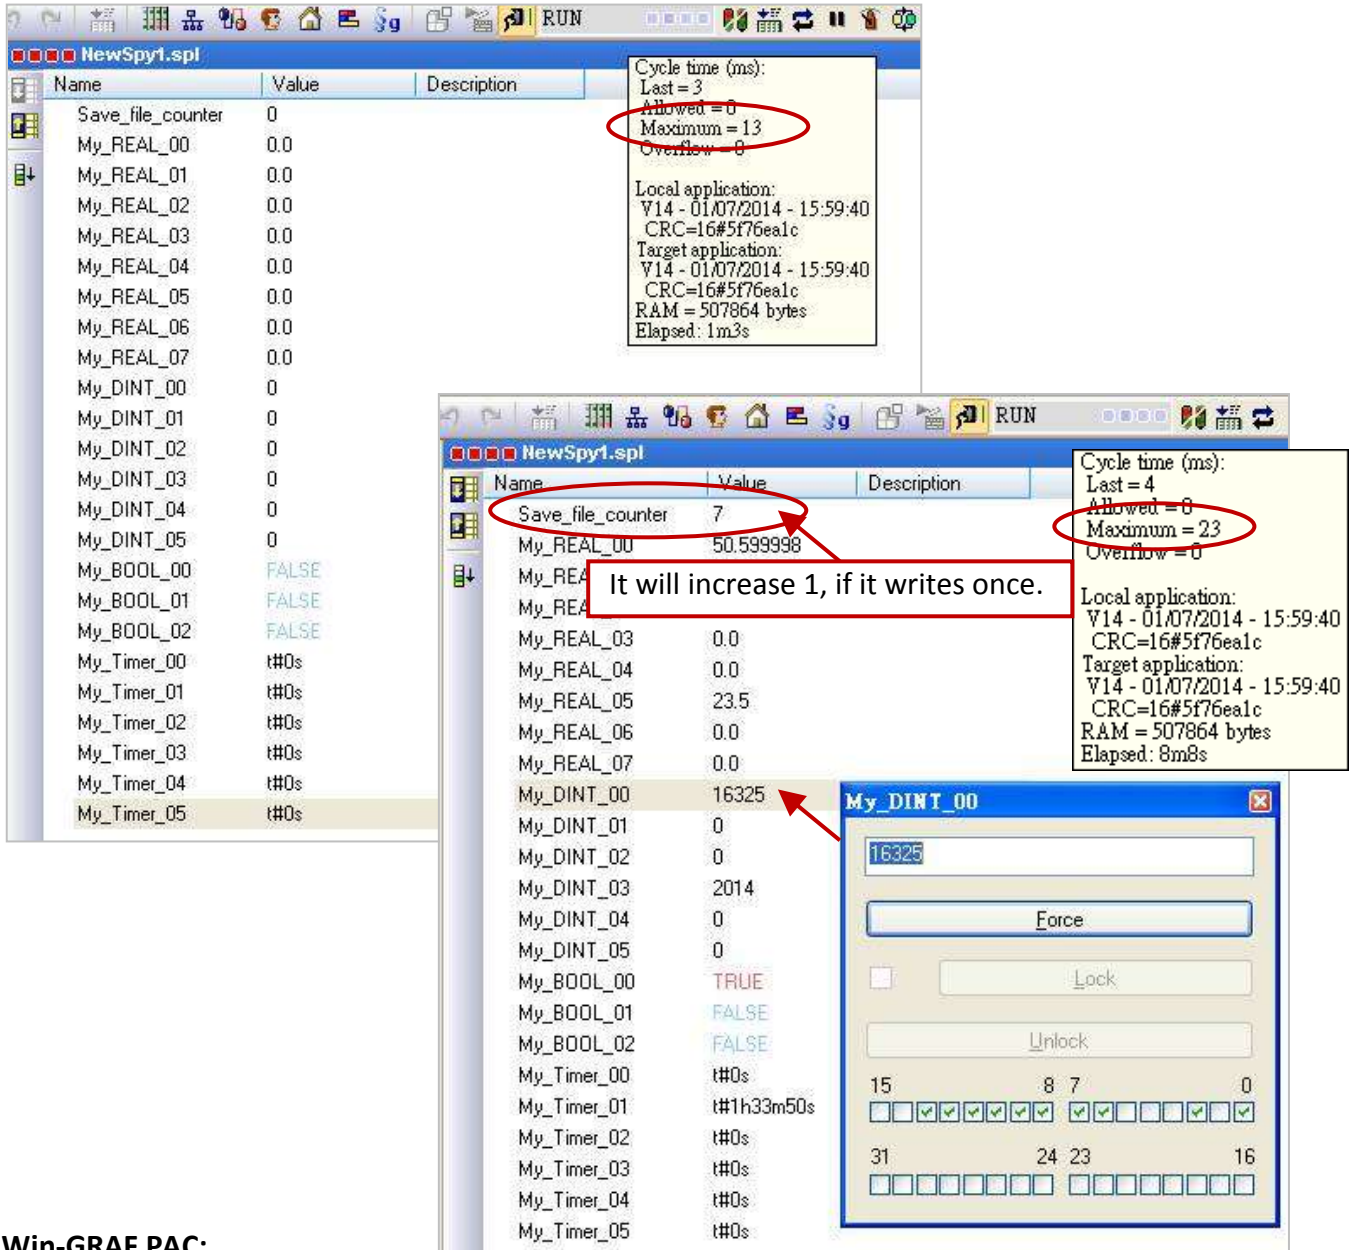 RUN
NewSpy1.spl
Name Value Description
Save_file_counter 0
My_REAL_00 0.0
My_REAL_01 0.0
My_REAL_02 0.0
My_REAL_03 0.0
My_REAL_04 0.0
My_REAL_05 0.0
My_REAL_06 0.0
My_REAL_07 0.0
My_DINT_00 0
My_DINT_01 0
My_DINT_02 0
My_DINT_03 0
My_DINT_04 0
My_DINT_05 0
My_BOOL_00 FALSE
My_BOOL_01 FALSE
My_BOOL_02 FALSE
My_Timer_00 t#0s
My_Timer_01 t#0s
My_Timer_02 t#0s
My_Timer_03 t#0s
My_Timer_04 t#0s
My_Timer_05 t#0s
Cycle time (ms):
Last = 3
Allowed = 0
Maximum = 13
Overflow = 0
Local application:
V14 - 01/07/2014 - 15:59:40
CRC=16#5f76ea1c
Target application:
V14 - 01/07/2014 - 15:59:40
CRC=16#5f76ea1c
RAM = 507864 bytes
Elapsed: 1m3s
RUN
NewSpy1.spl
Name Value Description
Save_file_counter 7
My_REAL_00 50.599998
My_REA
My_REA
My_REAL_03 0.0
My_REAL_04 0.0
My_REAL_05 23.5
My_REAL_06 0.0
My_REAL_07 0.0
My_DINT_00 16325
My_DINT_01 0
My_DINT_02 0
My_DINT_03 2014
My_DINT_04 0
My_DINT_05 0
My_BOOL_00 TRUE
My_BOOL_01 FALSE
My_BOOL_02 FALSE
My_Timer_00 t#0s
My_Timer_01 t#1h33m50s
My_Timer_02 t#0s
My_Timer_03 t#0s
My_Timer_04 t#0s
My_Timer_05 t#0s
It will increase 1, if it writes once.
Cycle time (ms):
Last = 4
Allowed = 0
Maximum = 23
Overflow = 0
Local application:
V14 - 01/07/2014 - 15:59:40
CRC=16#5f76ea1c
Target application:
V14 - 01/07/2014 - 15:59:40
CRC=16#5f76ea1c
RAM = 507864 bytes
Elapsed: 8m8s
My_DINT_00
16325
Force
Lock
Unlock
15 8 7 0
31 24 23 16
Win-GRAF PAC: